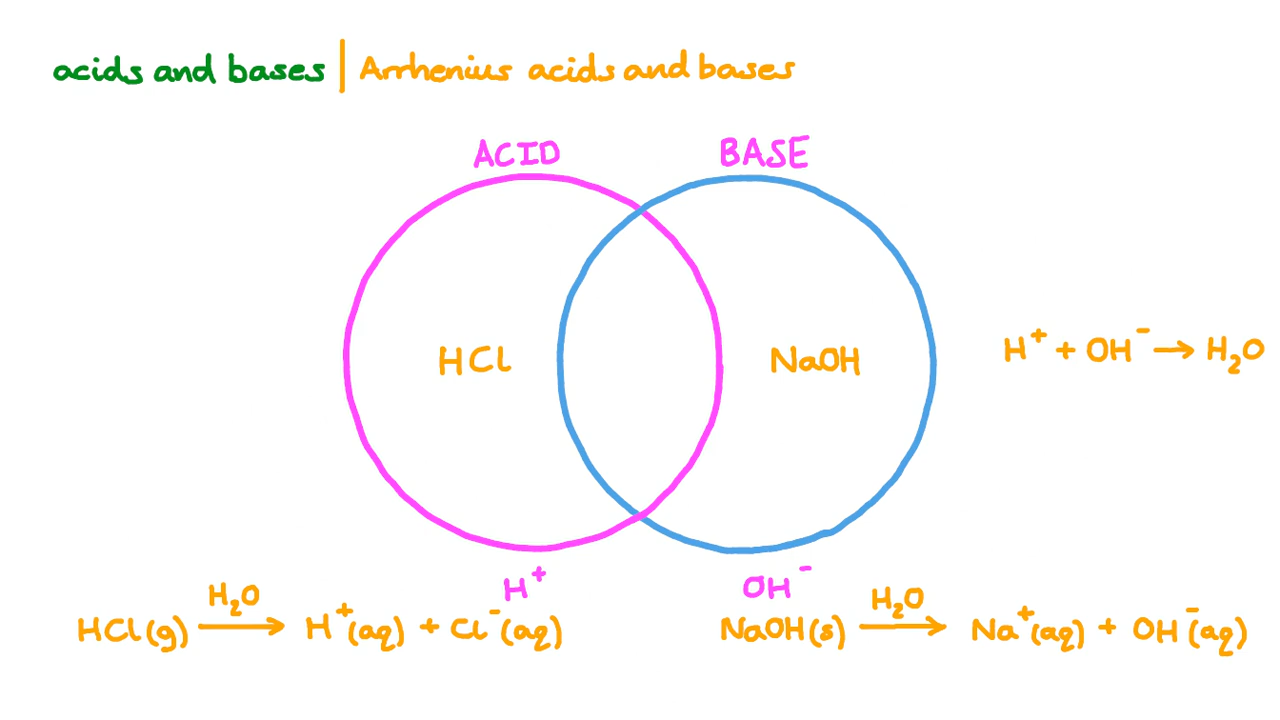 acids and bases | Arrhenius acids and bases
ACID BASE
HCl NaOH H⁺ + OH⁻ → H₂O
H⁺ OH⁻
H₂O H₂O
HCl(g) → H⁺(aq) + Cl⁻(aq) NaOH(s) → Na⁺(aq) + OH⁻(aq)